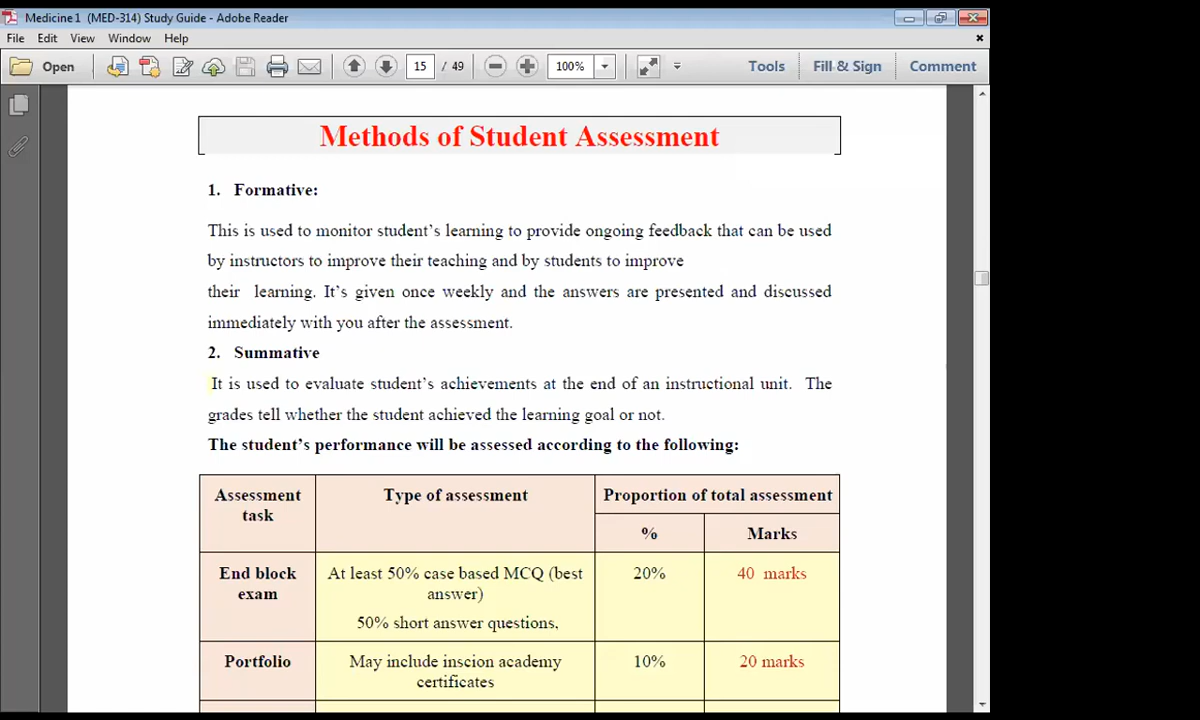 Medicine 1 (MED-314) Study Guide - Adobe Reader
File Edit View Window Help
Open 15 / 49 100% Tools Fill & Sign Comment
Methods of Student Assessment
1. Formative:
This is used to monitor student's learning to provide ongoing feedback that can be used
by instructors to improve their teaching and by students to improve
their learning. It's given once weekly and the answers are presented and discussed
immediately with you after the assessment.
2. Summative
It is used to evaluate student's achievements at the end of an instructional unit. The
grades tell whether the student achieved the learning goal or not.
The student's performance will be assessed according to the following:
Assessment
task
Type of assessment
Proportion of total assessment
%
Marks
End block
exam
At least 50% case based MCQ (best
answer)
50% short answer questions,
20%
40 marks
Portfolio
May include inscion academy
certificates
10%
20 marks